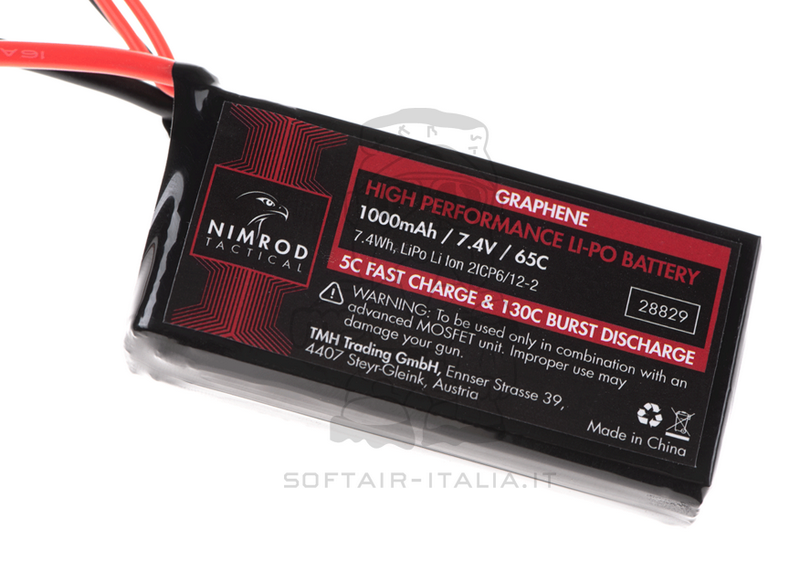 16A
NIMROD
TACTICAL
GRAPHENE
HIGH PERFORMANCE LI-PO BATTERY
1000mAh / 7.4V / 65C
7.4Wh, LiPo Li Ion 2ICP6/12-2
28829
5C FAST CHARGE & 130C BURST DISCHARGE
WARNING: To be used only in combination with an
advanced MOSFET unit. Improper use may
damage your gun.
TMH Trading GmbH, Ennser Strasse 39,
4407 Steyr-Gleink, Austria
Made in China
SOFTAIR-ITALIA.IT